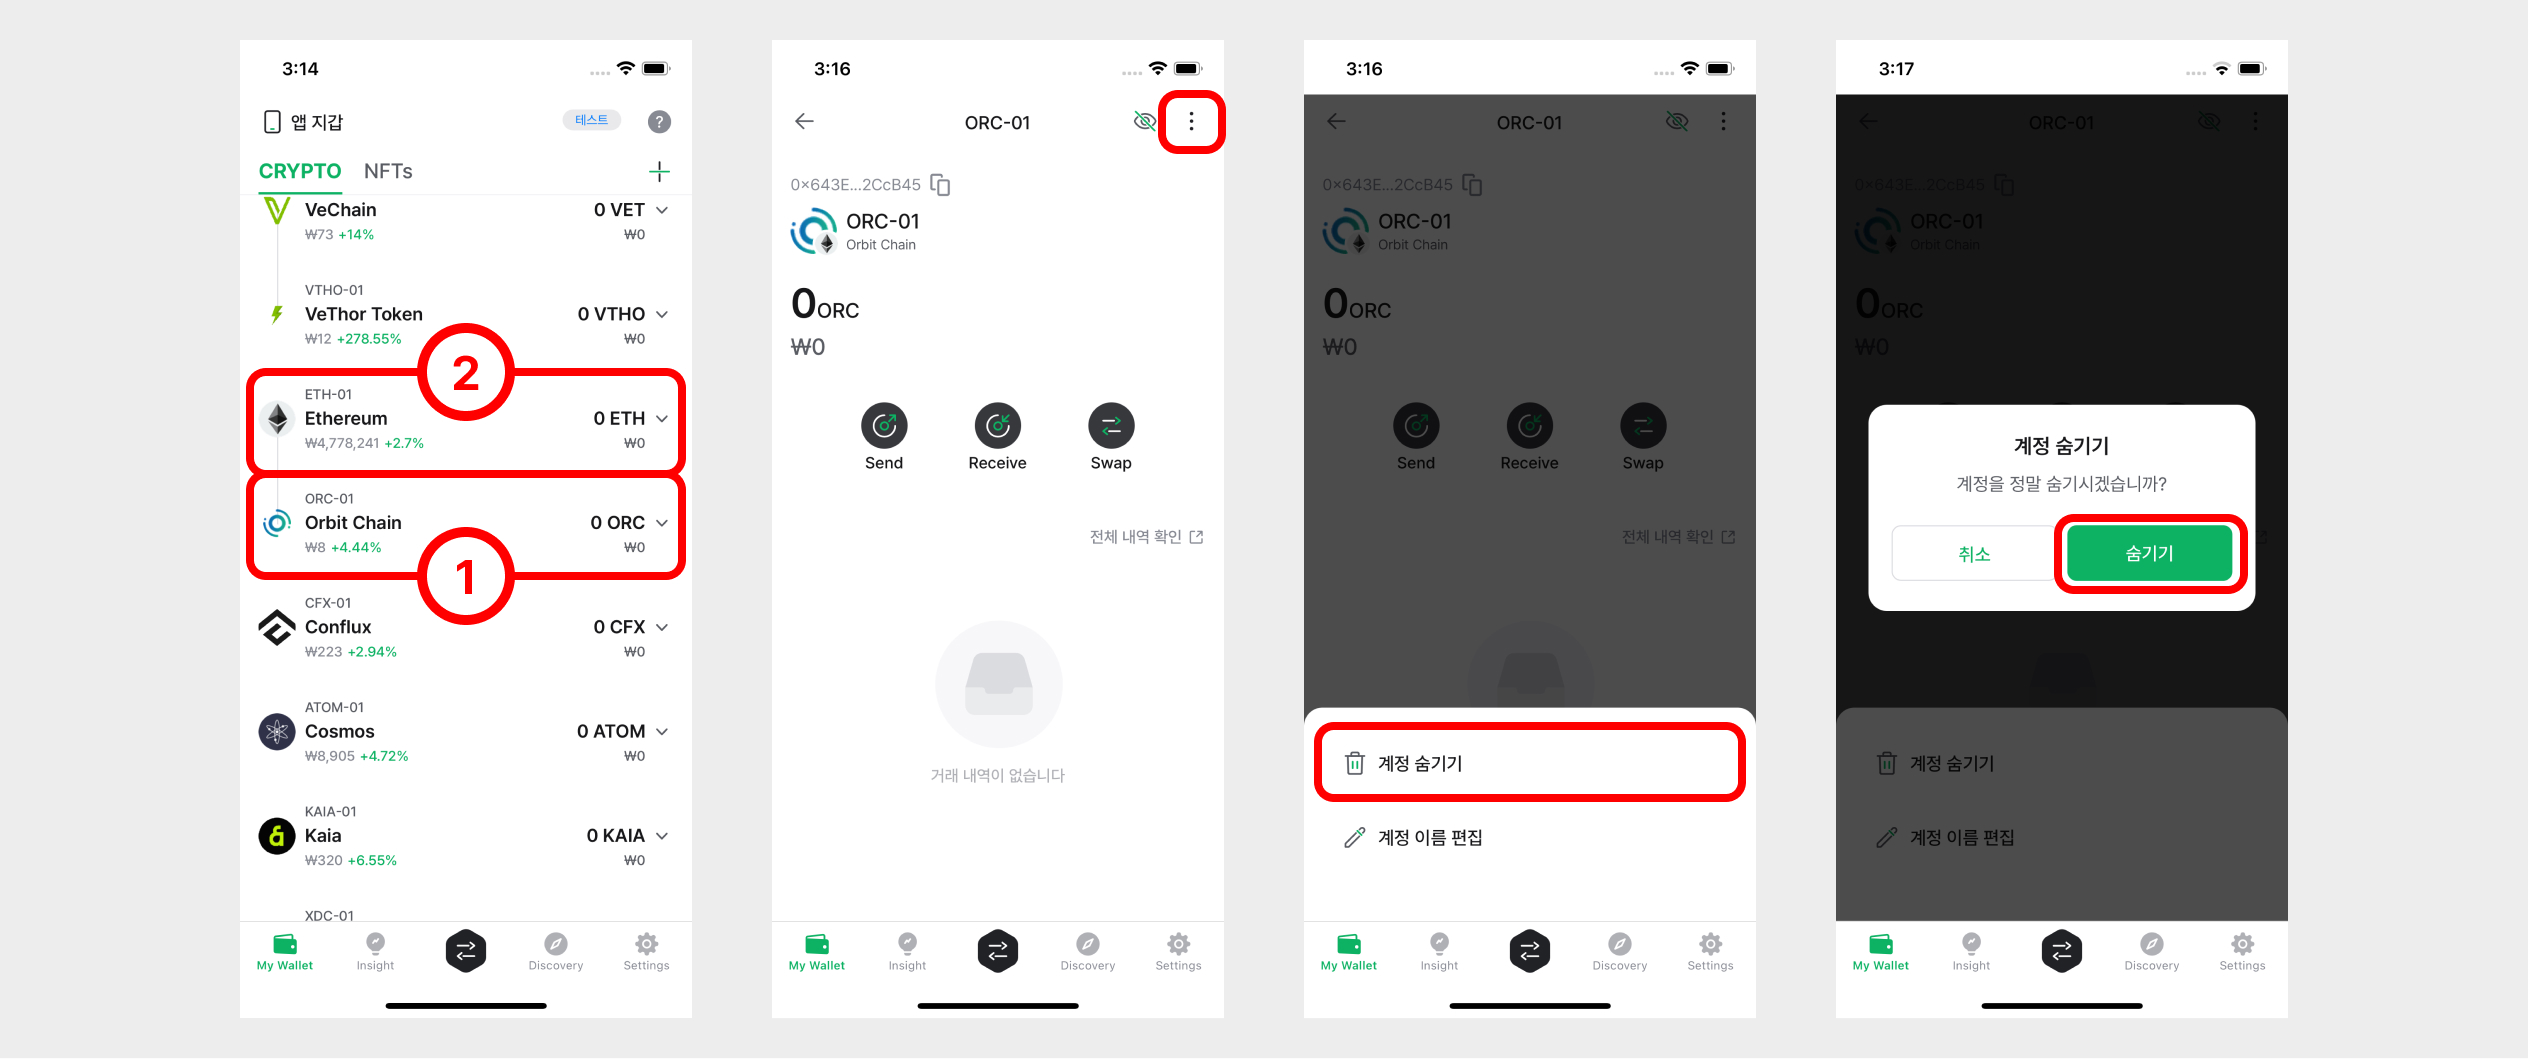 3:14
앱 지갑
테스트
?
CRYPTO
NFTs
VeChain
0 VET
₩73 +14%
₩0
VTHO-01
VeThor Token
0 VTHO
₩12 +278.55%
₩0
2
ETH-01
Ethereum
0 ETH
₩4,778,241 +2.7%
₩0
ORC-01
Orbit Chain
0 ORC
₩8 +4.44%
₩0
1
CFX-01
Conflux
0 CFX
₩223 +2.94%
₩0
ATOM-01
Cosmos
0 ATOM
₩8,905 +4.72%
₩0
KAIA-01
Kaia
0 KAIA
₩320 +6.55%
₩0
XDC-01
My Wallet
Insight
Discovery
Settings
3:16
ORC-01
0x643E...2CcB45
ORC-01
Orbit Chain
0 ORC
₩0
Send
Receive
Swap
전체 내역 확인
거래 내역이 없습니다
My Wallet
Insight
Discovery
Settings
3:16
ORC-01
0x643E...2CcB45
ORC-01
Orbit Chain
0 ORC
₩0
Send
Receive
Swap
전체 내역 확인
계정 숨기기
계정 이름 편집
My Wallet
Insight
Discovery
Settings
3:17
ORC-01
0x643E...2CcB45
ORC-01
Orbit Chain
0 ORC
₩0
계정 숨기기
계정을 정말 숨기시겠습니까?
취소
숨기기
계정 숨기기
계정 이름 편집
My Wallet
Insight
Discovery
Settings